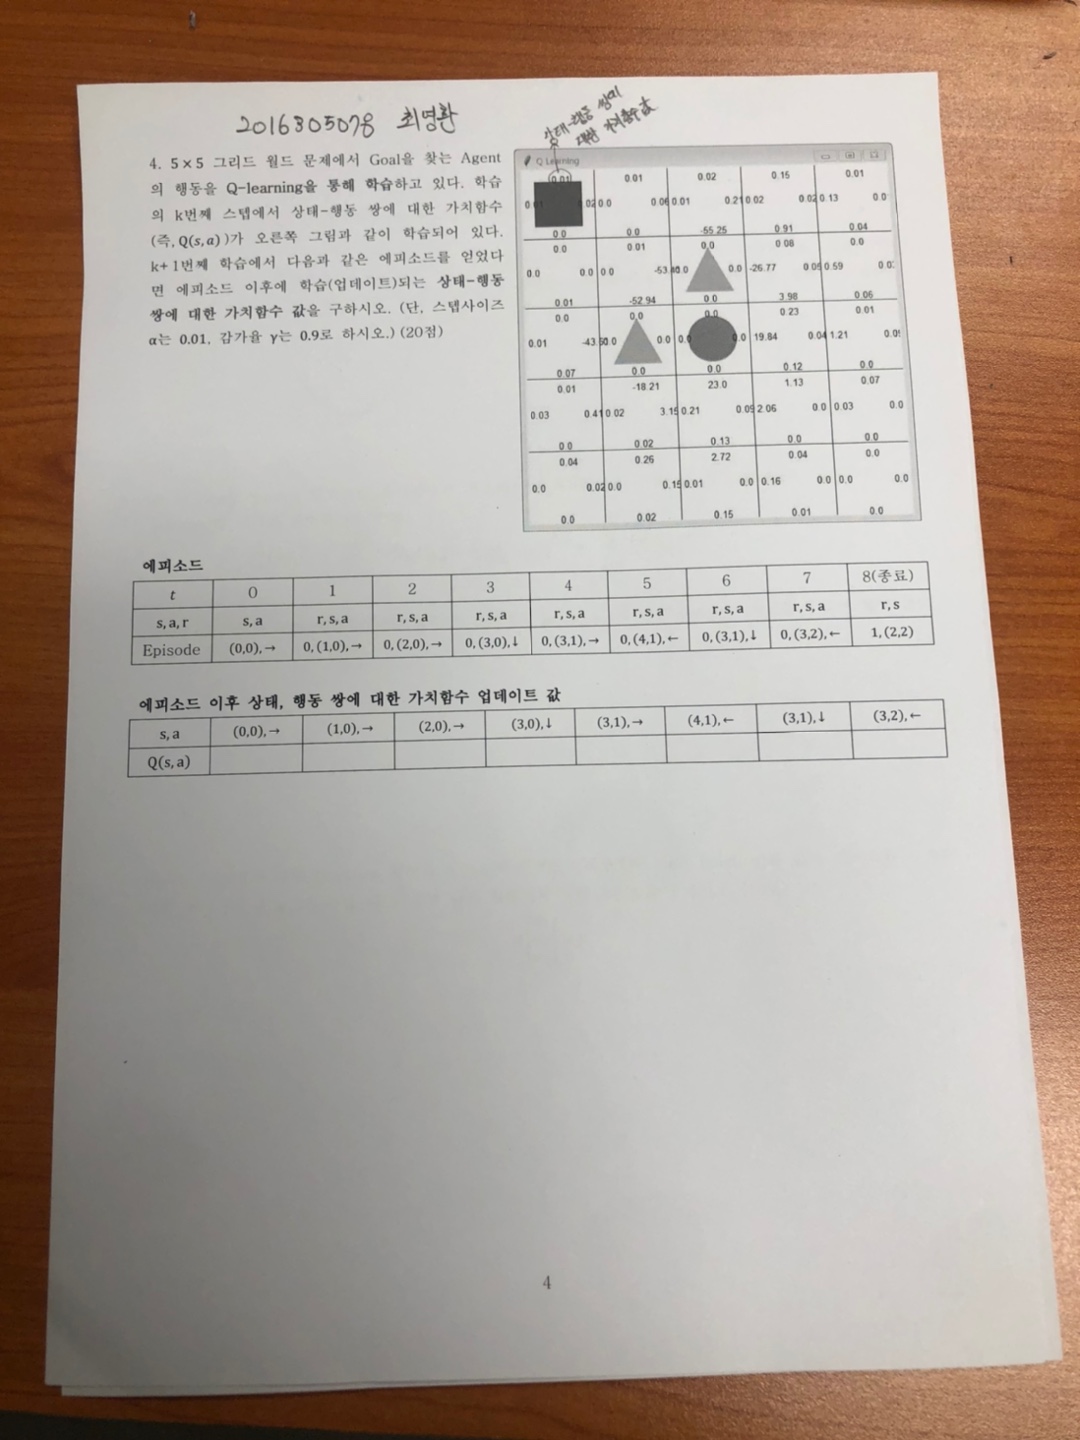 2016305078 최영환
상태-행동 쌍에
대한 가치함수 값
4. 5×5 그리드 월드 문제에서 Goal을 찾는 Agent
의 행동을 Q-learning을 통해 학습하고 있다. 학습
의 k번째 스텝에서 상태-행동 쌍에 대한 가치함수
(즉, Q(s,a))가 오른쪽 그림과 같이 학습되어 있다.
k+1번째 학습에서 다음과 같은 에피소드를 얻었다
면 에피소드 이후에 학습(업데이트)되는 상태-행동
쌍에 대한 가치함수 값을 구하시오. (단, 스텝사이즈
α는 0.01, 감가율 γ는 0.9로 하시오.) (20점)
Q Learning
0.01 0.01 0.02 0.15 0.01
0.02 0.0 0.06 0.01 0.21 0.02 0.02 0.13 0.0
0.0 0.0 -55.25 0.91 0.04
0.0 0.01 0.0 0.08 0.0
0.0 0.0 0.0 0.0 -26.77 0.05 0.59
0.01 -52.94 0.0 3.98 0.06
0.0 0.0 0.0 0.23 0.01
0.01 0.0 0.0 19.84 0.04 1.21
0.07 0.0 0.0 0.12 0.0
0.01 -18.21 23.0 1.13 0.07
0.03 0.41 0.02 3.15 0.21 0.09 2.06 0.0 0.03 0.0
0.0 0.02 0.13 0.0 0.0
0.04 0.26 2.72 0.04 0.0
0.0 0.02 0.0 0.15 0.01 0.0 0.16 0.0 0.0 0.0
0.0 0.02 0.15 0.01 0.0
에피소드
t 0 1 2 3 4 5 6 7 8(종료)
s, a, r s, a r, s, a r, s, a r, s, a r, s, a r, s, a r, s, a r, s, a r, s
Episode (0,0), → 0, (1,0), → 0, (2,0), → 0, (3,0), ↓ 0, (3,1), → 0, (4,1), ← 0, (3,1), ↓ 0, (3,2), ← 1, (2,2)
에피소드 이후 상태, 행동 쌍에 대한 가치함수 업데이트 값
s, a (0,0), → (1,0), → (2,0), → (3,0), ↓ (3,1), → (4,1), ← (3,1), ↓ (3,2), ←
Q(s, a)
4